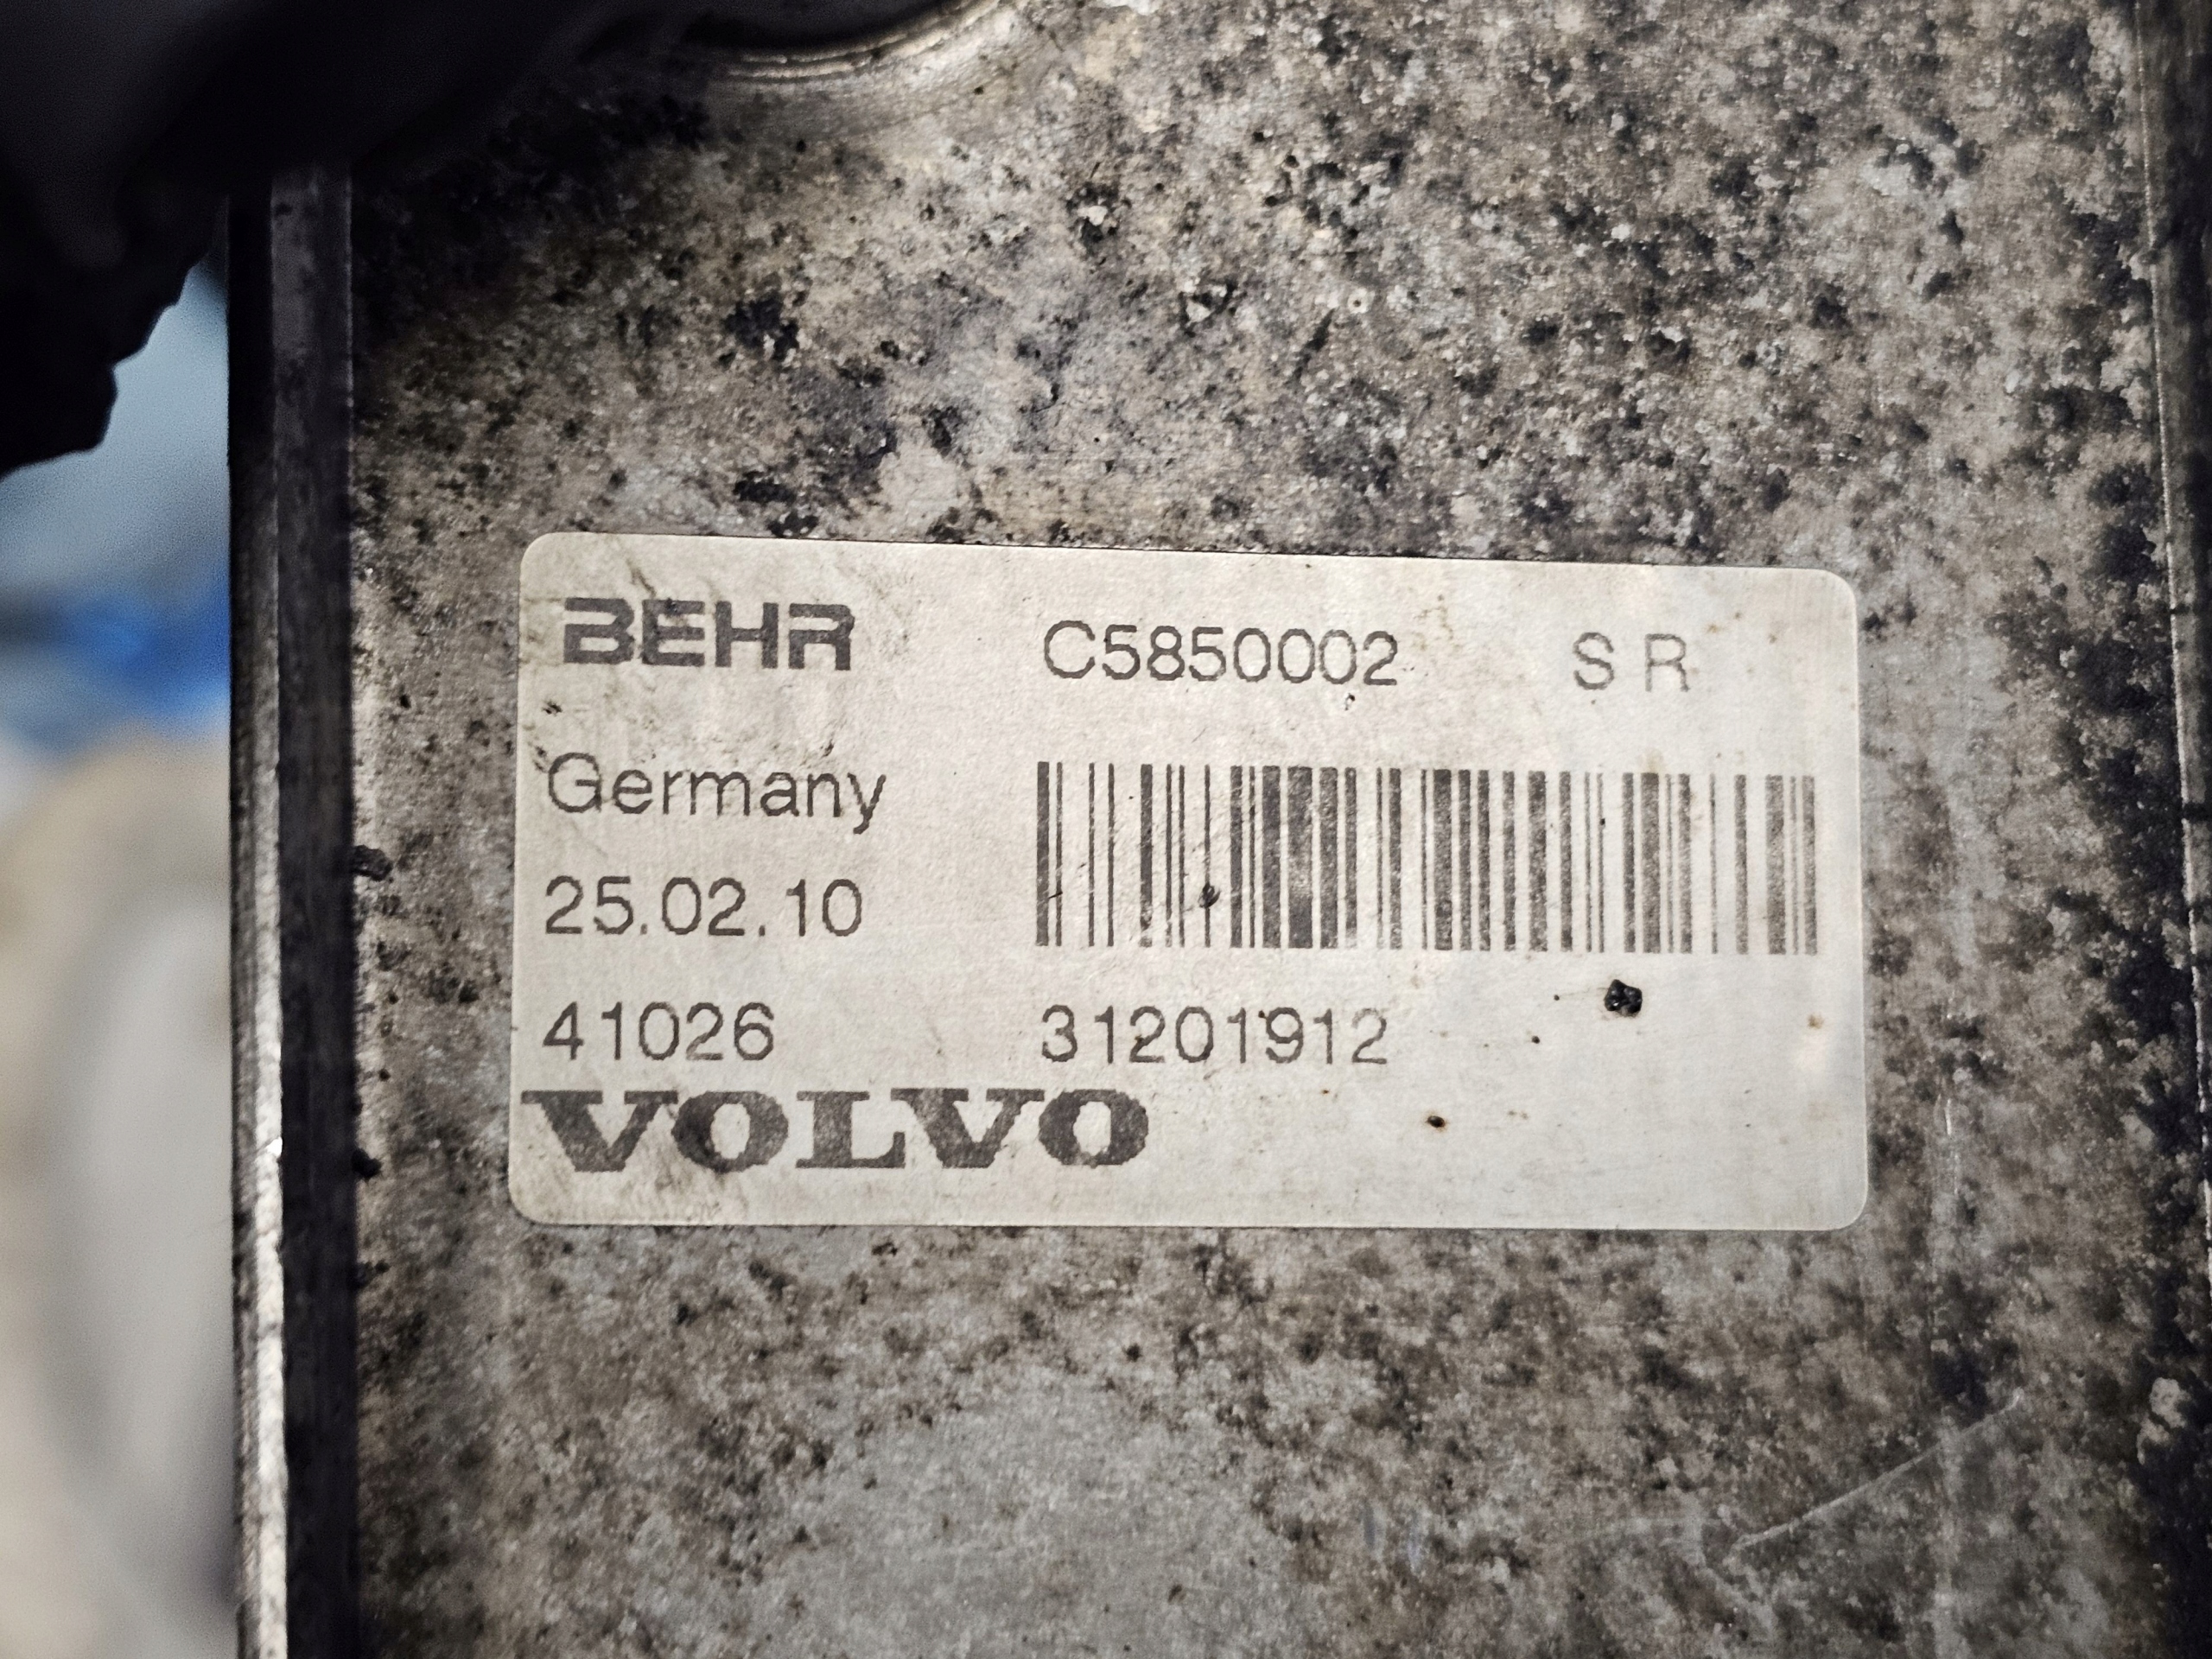 BEHR C5850002 S R
Germany
25.02.10
41026 31201912
VOLVO